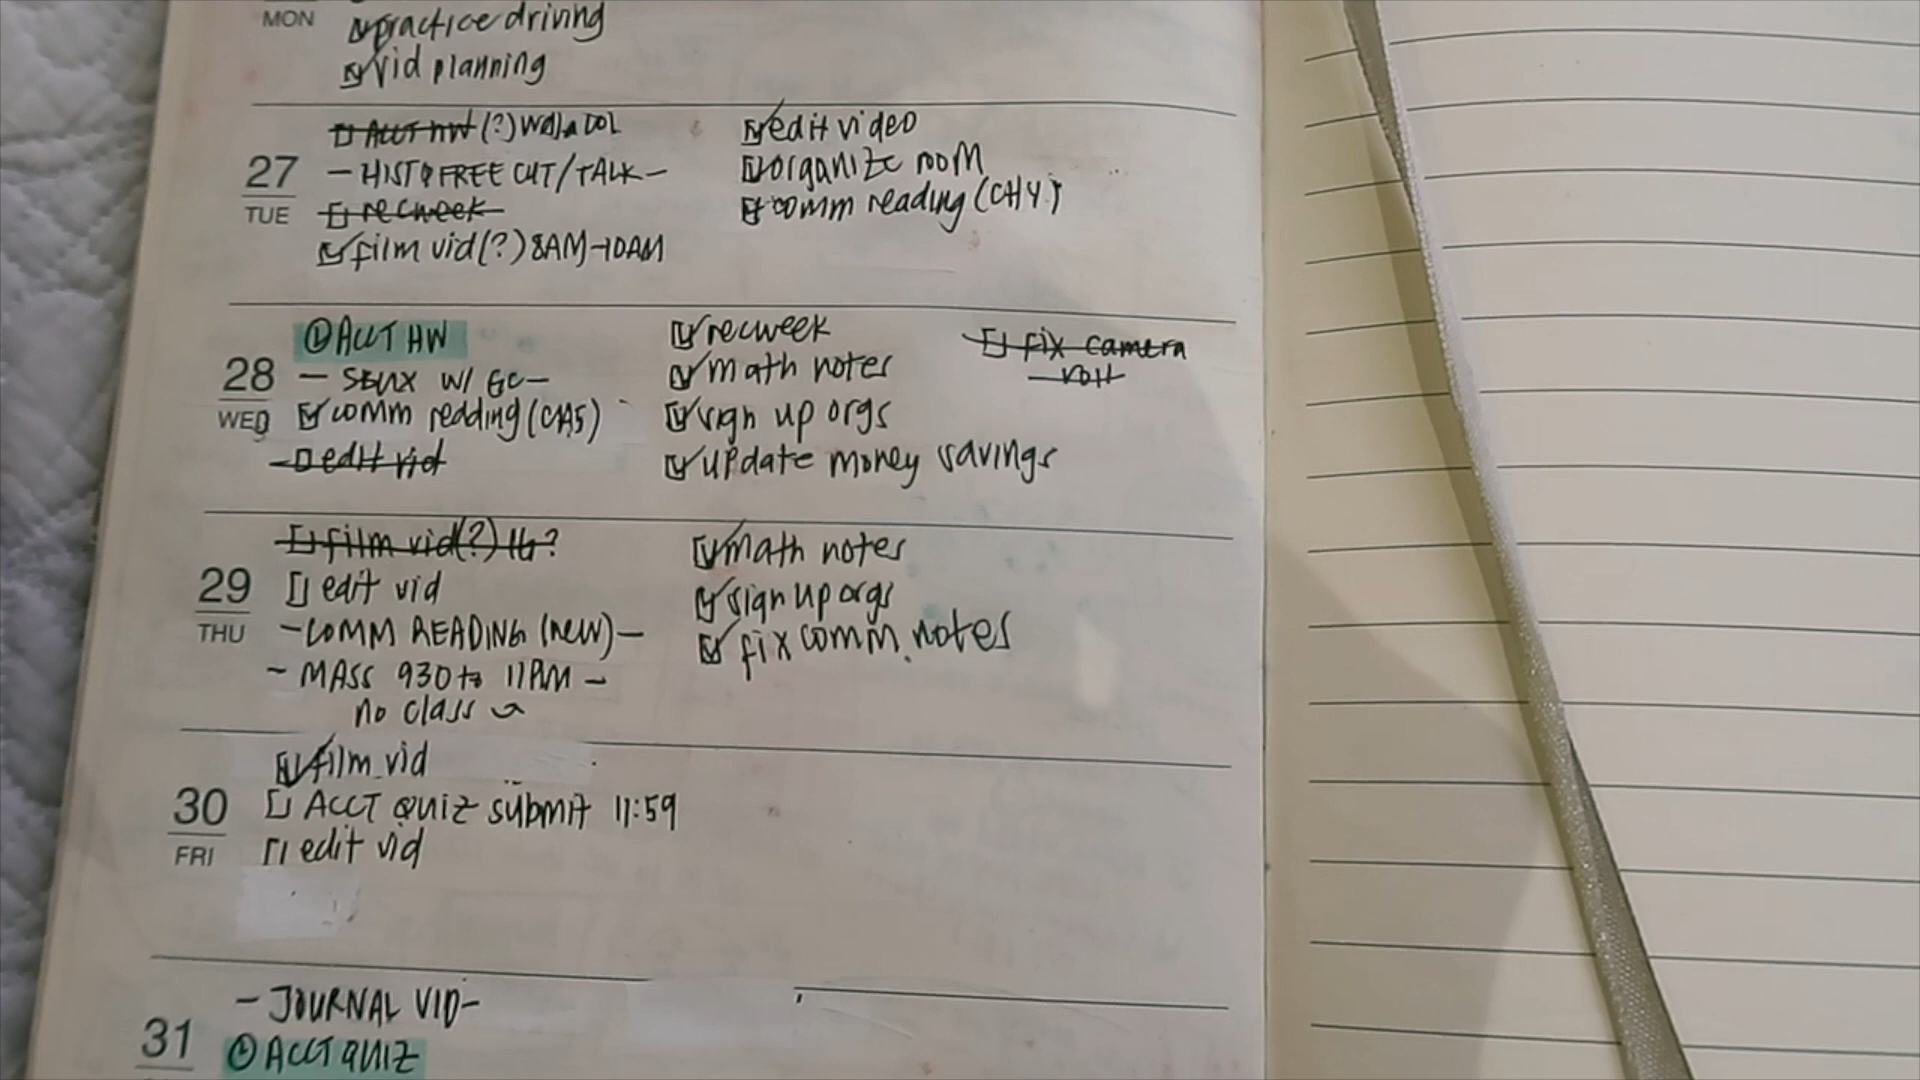 MON
practice driving
vid planning
27
TUE
ACCT HW (?) WALA DOL
- HIST FREE CUT/TALK -
recweek
film vid(?) 8AM-10AM
edit video
organize room
comm reading (CH4)
28
WED
ACCT HW
- SBUX W/ GC -
comm reading (CH5)
edit vid
recweek
math notes
sign up orgs
update money savings
fix camera
roll
29
THU
film vid(?)
edit vid
- COMM READING (new) -
- MASS 930 to 11PM -
no class
math notes
sign up orgs
fix comm. notes
30
FRI
film vid
ACCT QUIZ submit 11:59
edit vid
31
- JOURNAL VID -
ACCT QUIZ